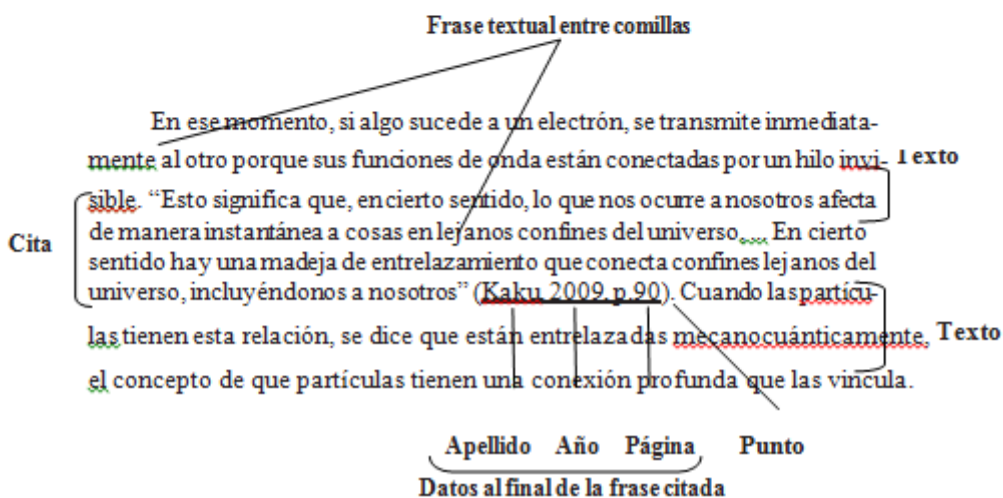 Frase textual entre comillas
En ese momento, si algo sucede a un electrón, se transmite inmediata-
mente al otro porque sus funciones de onda están conectadas por un hilo invi-
Texto
sible. “Esto significa que, en cierto sentido, lo que nos ocurre a nosotros afecta
de manera instantánea a cosas en lejanos confines del universo.... En cierto
Cita
sentido hay una madeja de entrelazamiento que conecta confines lejanos del
universo, incluyéndonos a nosotros” (Kaku, 2009, p.90). Cuando las partícu-
las tienen esta relación, se dice que están entrelazadas mecanocuánticamente,
Texto
el concepto de que partículas tienen una conexión profunda que las vincula.
Apellido Año Página Punto
Datos al final de la frase citada